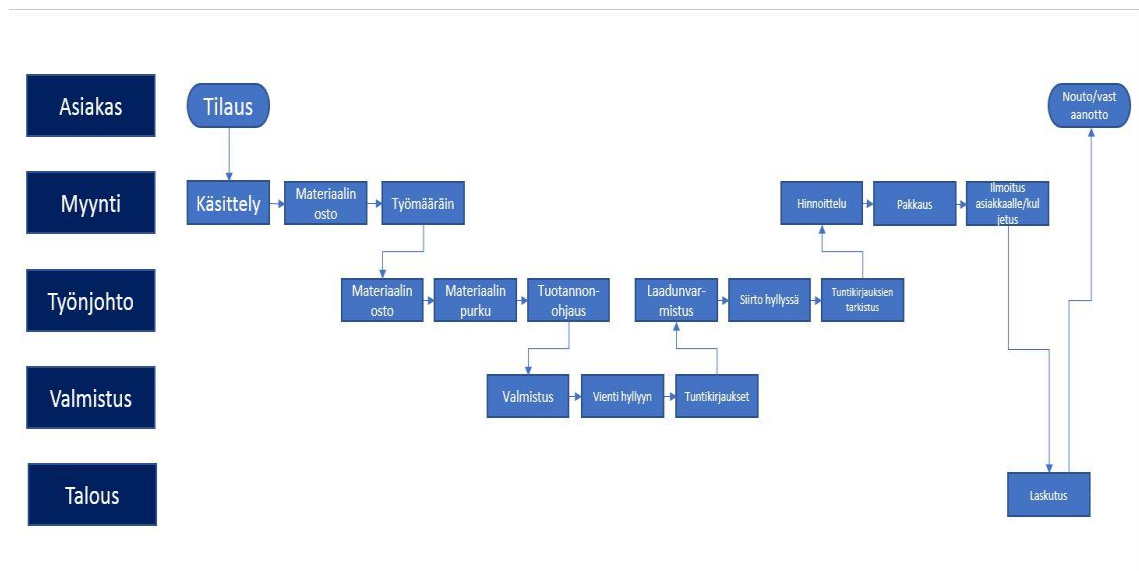 Asiakas
Tilaus
Nouto/vast
aanotto
Myynti
Käsittely
Materiaalin
osto
Työmääräin
Hinnoittelu
Pakkaus
Ilmoitus
asiakkaalle/kul
jetus
Työnjohto
Materiaalin
osto
Materiaalin
purku
Tuotannon-
ohjaus
Laadunvar-
mistus
Siirto hyllyssä
Tuntikirjauksien
tarkistus
Valmistus
Valmistus
Vienti hyllyyn
Tuntikirjaukset
Talous
Laskutus